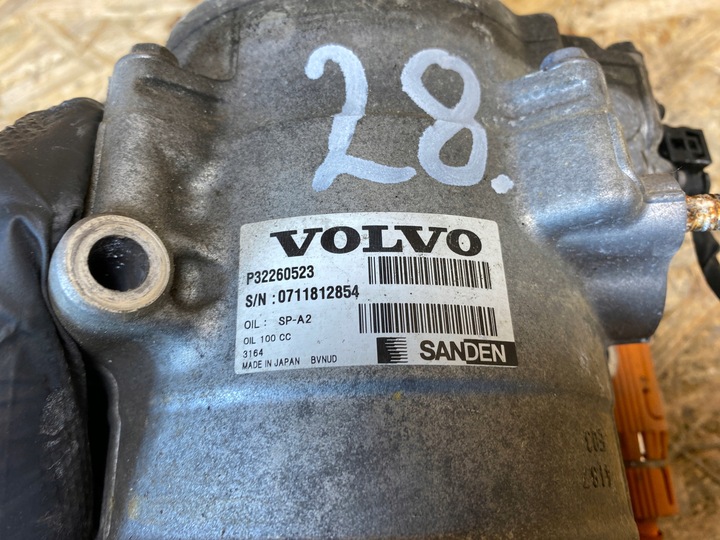 28.
VOLVO
P32260523
S/N : 0711812854
OIL : SP-A2
OIL 100 CC
3164
MADE IN JAPAN BVNUD
SANDEN